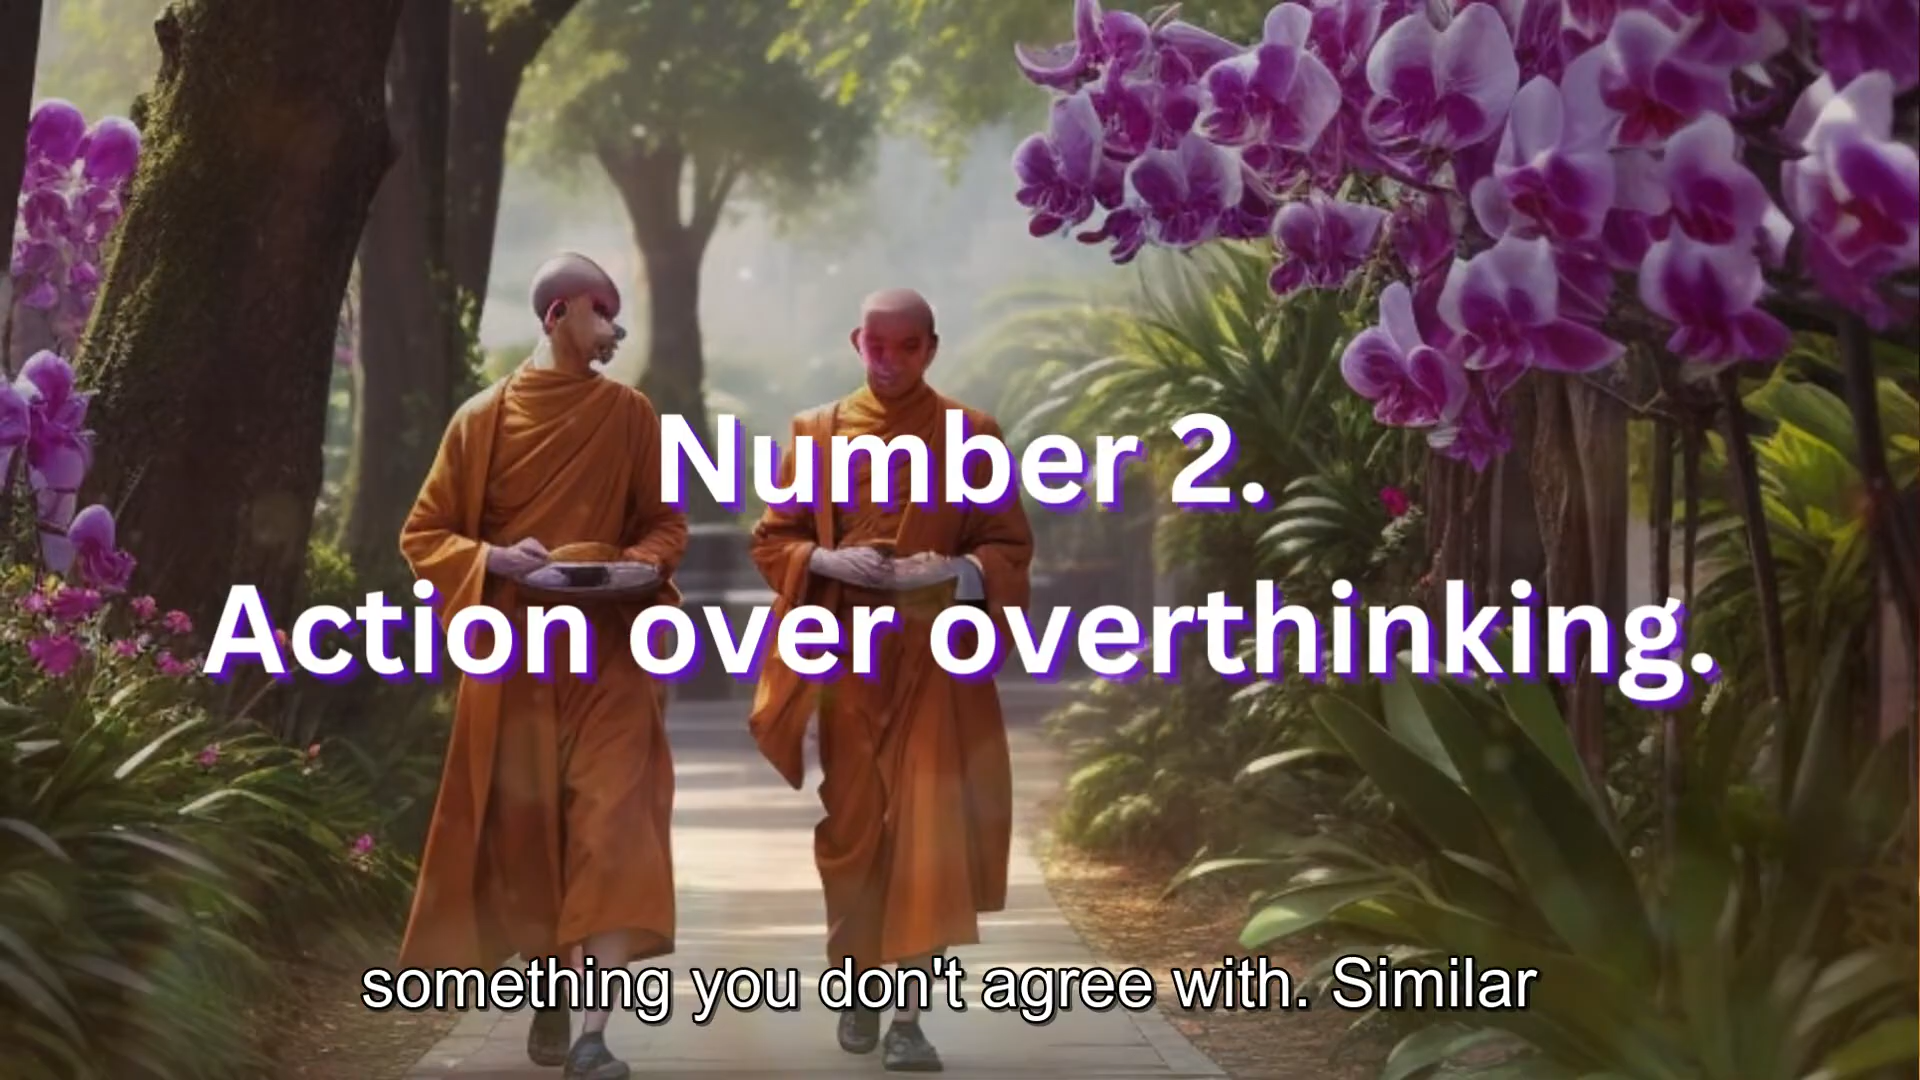 Number 2.
Action over overthinking.
something you don't agree with. Similar